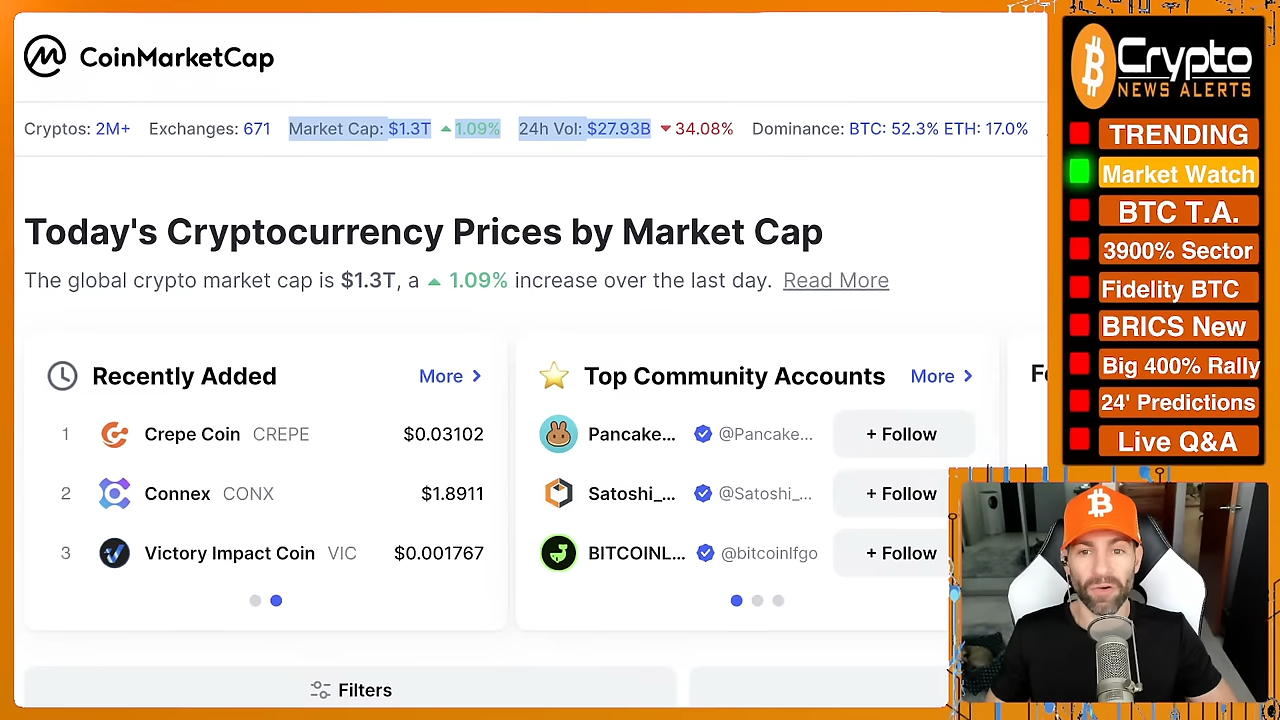 CoinMarketCap
Cryptos: 2M+ Exchanges: 671 Market Cap: $1.3T 1.09% 24h Vol: $27.93B 34.08% Dominance: BTC: 52.3% ETH: 17.0%
Today's Cryptocurrency Prices by Market Cap
The global crypto market cap is $1.3T, a 1.09% increase over the last day. Read More
Recently Added More
1 Crepe Coin CREPE $0.03102
2 Connex CONX $1.8911
3 Victory Impact Coin VIC $0.001767
Top Community Accounts More
Pancake... @Pancake... + Follow
Satoshi_... @Satoshi_... + Follow
BITCOINL... @bitcoinlfgo + Follow
Filters
Crypto
NEWS ALERTS
TRENDING
Market Watch
BTC T.A.
3900% Sector
Fidelity BTC
BRICS New
Big 400% Rally
24' Predictions
Live Q&A